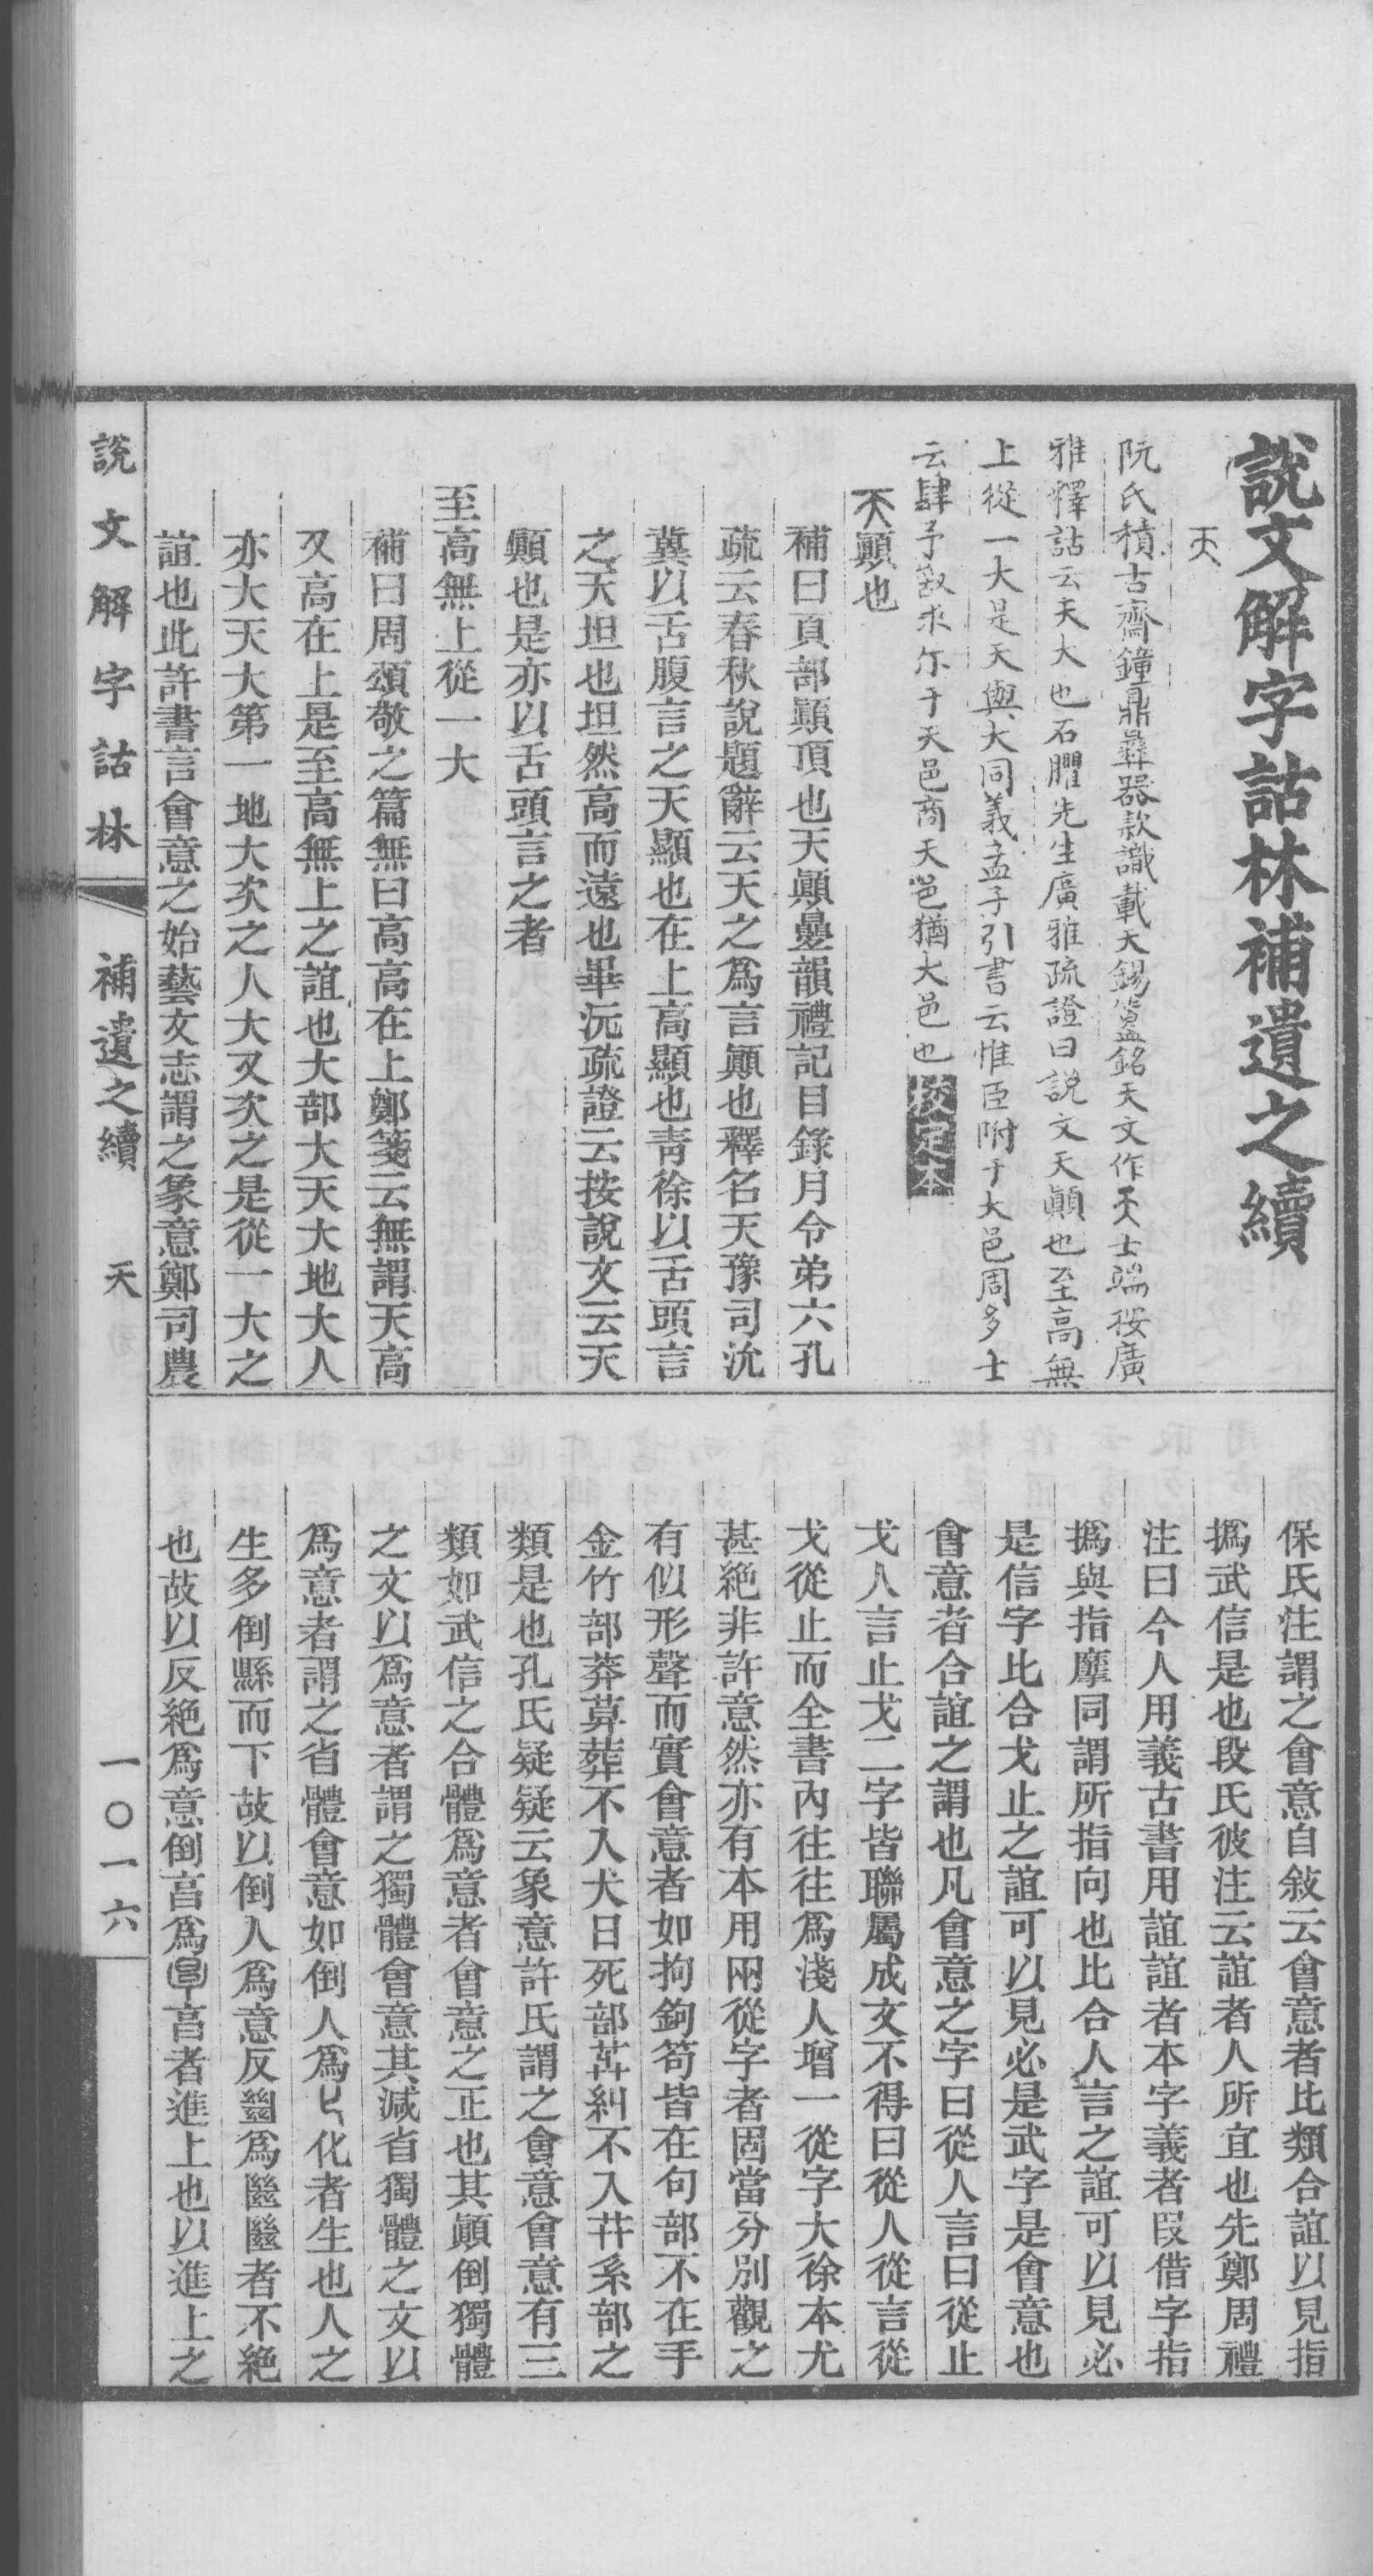 說文解字詁林補遺之續
天
阮氏積古齋鐘鼎彝器款識載大錫簋銘天文作天士端桉廣
雅釋詁云天大也石臞先生廣雅疏證曰説文天顚也至高無
上從一大是天與大同義孟子引書云惟臣附于大邑周多士
云肆予敢求尒于天邑商天邑猶大邑也校定本
天顚也
補曰頁部顚頂也天顚曡韻禮記目錄月令弟六孔
疏云春秋說題辭云天之爲言顚也釋名天豫司沇
冀以舌腹言之天顯也在上高顯也靑徐以舌頭言
之天坦也坦然高而遠也畢沅疏證云按說文云天
顚也是亦以舌頭言之者
至高無上從一大
補曰周頌敬之篇無曰高高在上鄭箋云無謂天高
又高在上是至高無上之誼也大部大天大地大人
亦大天大第一地大次之人大又次之是從一大之
誼也此許書言會意之始藝文志謂之象意鄭司農
保氏注謂之會意自敍云會意者比類合誼以見指
撝武信是也段氏彼注云誼者人所宜也先鄭周禮
注曰今人用義古書用誼誼者本字義者叚借字指
撝與指摩同謂所指向也比合人言之誼可以見必
是信字比合戈止之誼可以見必是武字是會意也
會意者合誼之謂也凡會意之字曰從人言曰從止
戈人言止戈二字皆聯屬成文不得曰從人從言從
戈從止而全書內往往爲淺人增一從字大徐本尤
甚絕非許意然亦有本用兩從字者固當分別觀之
有似形聲而實會意者如拘鉤笱皆在句部不在手
金竹部莽莫葬不入犬日死部茻糾不入茻系部之
類是也孔氏疑疑云象意許氏謂之會意會意有三
類如武信之合體爲意者會意之正也其顚倒獨體
之文以爲意者謂之獨體會意其減省獨體之文以
爲意者謂之省體會意如倒人爲𠤎化者生也人之
生多倒縣而下故以倒人爲意反𢇍爲㡭㡭者不絕
也故以反絕爲意倒亯爲㫗亯者進上也以進上之
說文解字詁林
補遺之續
天
一〇一六